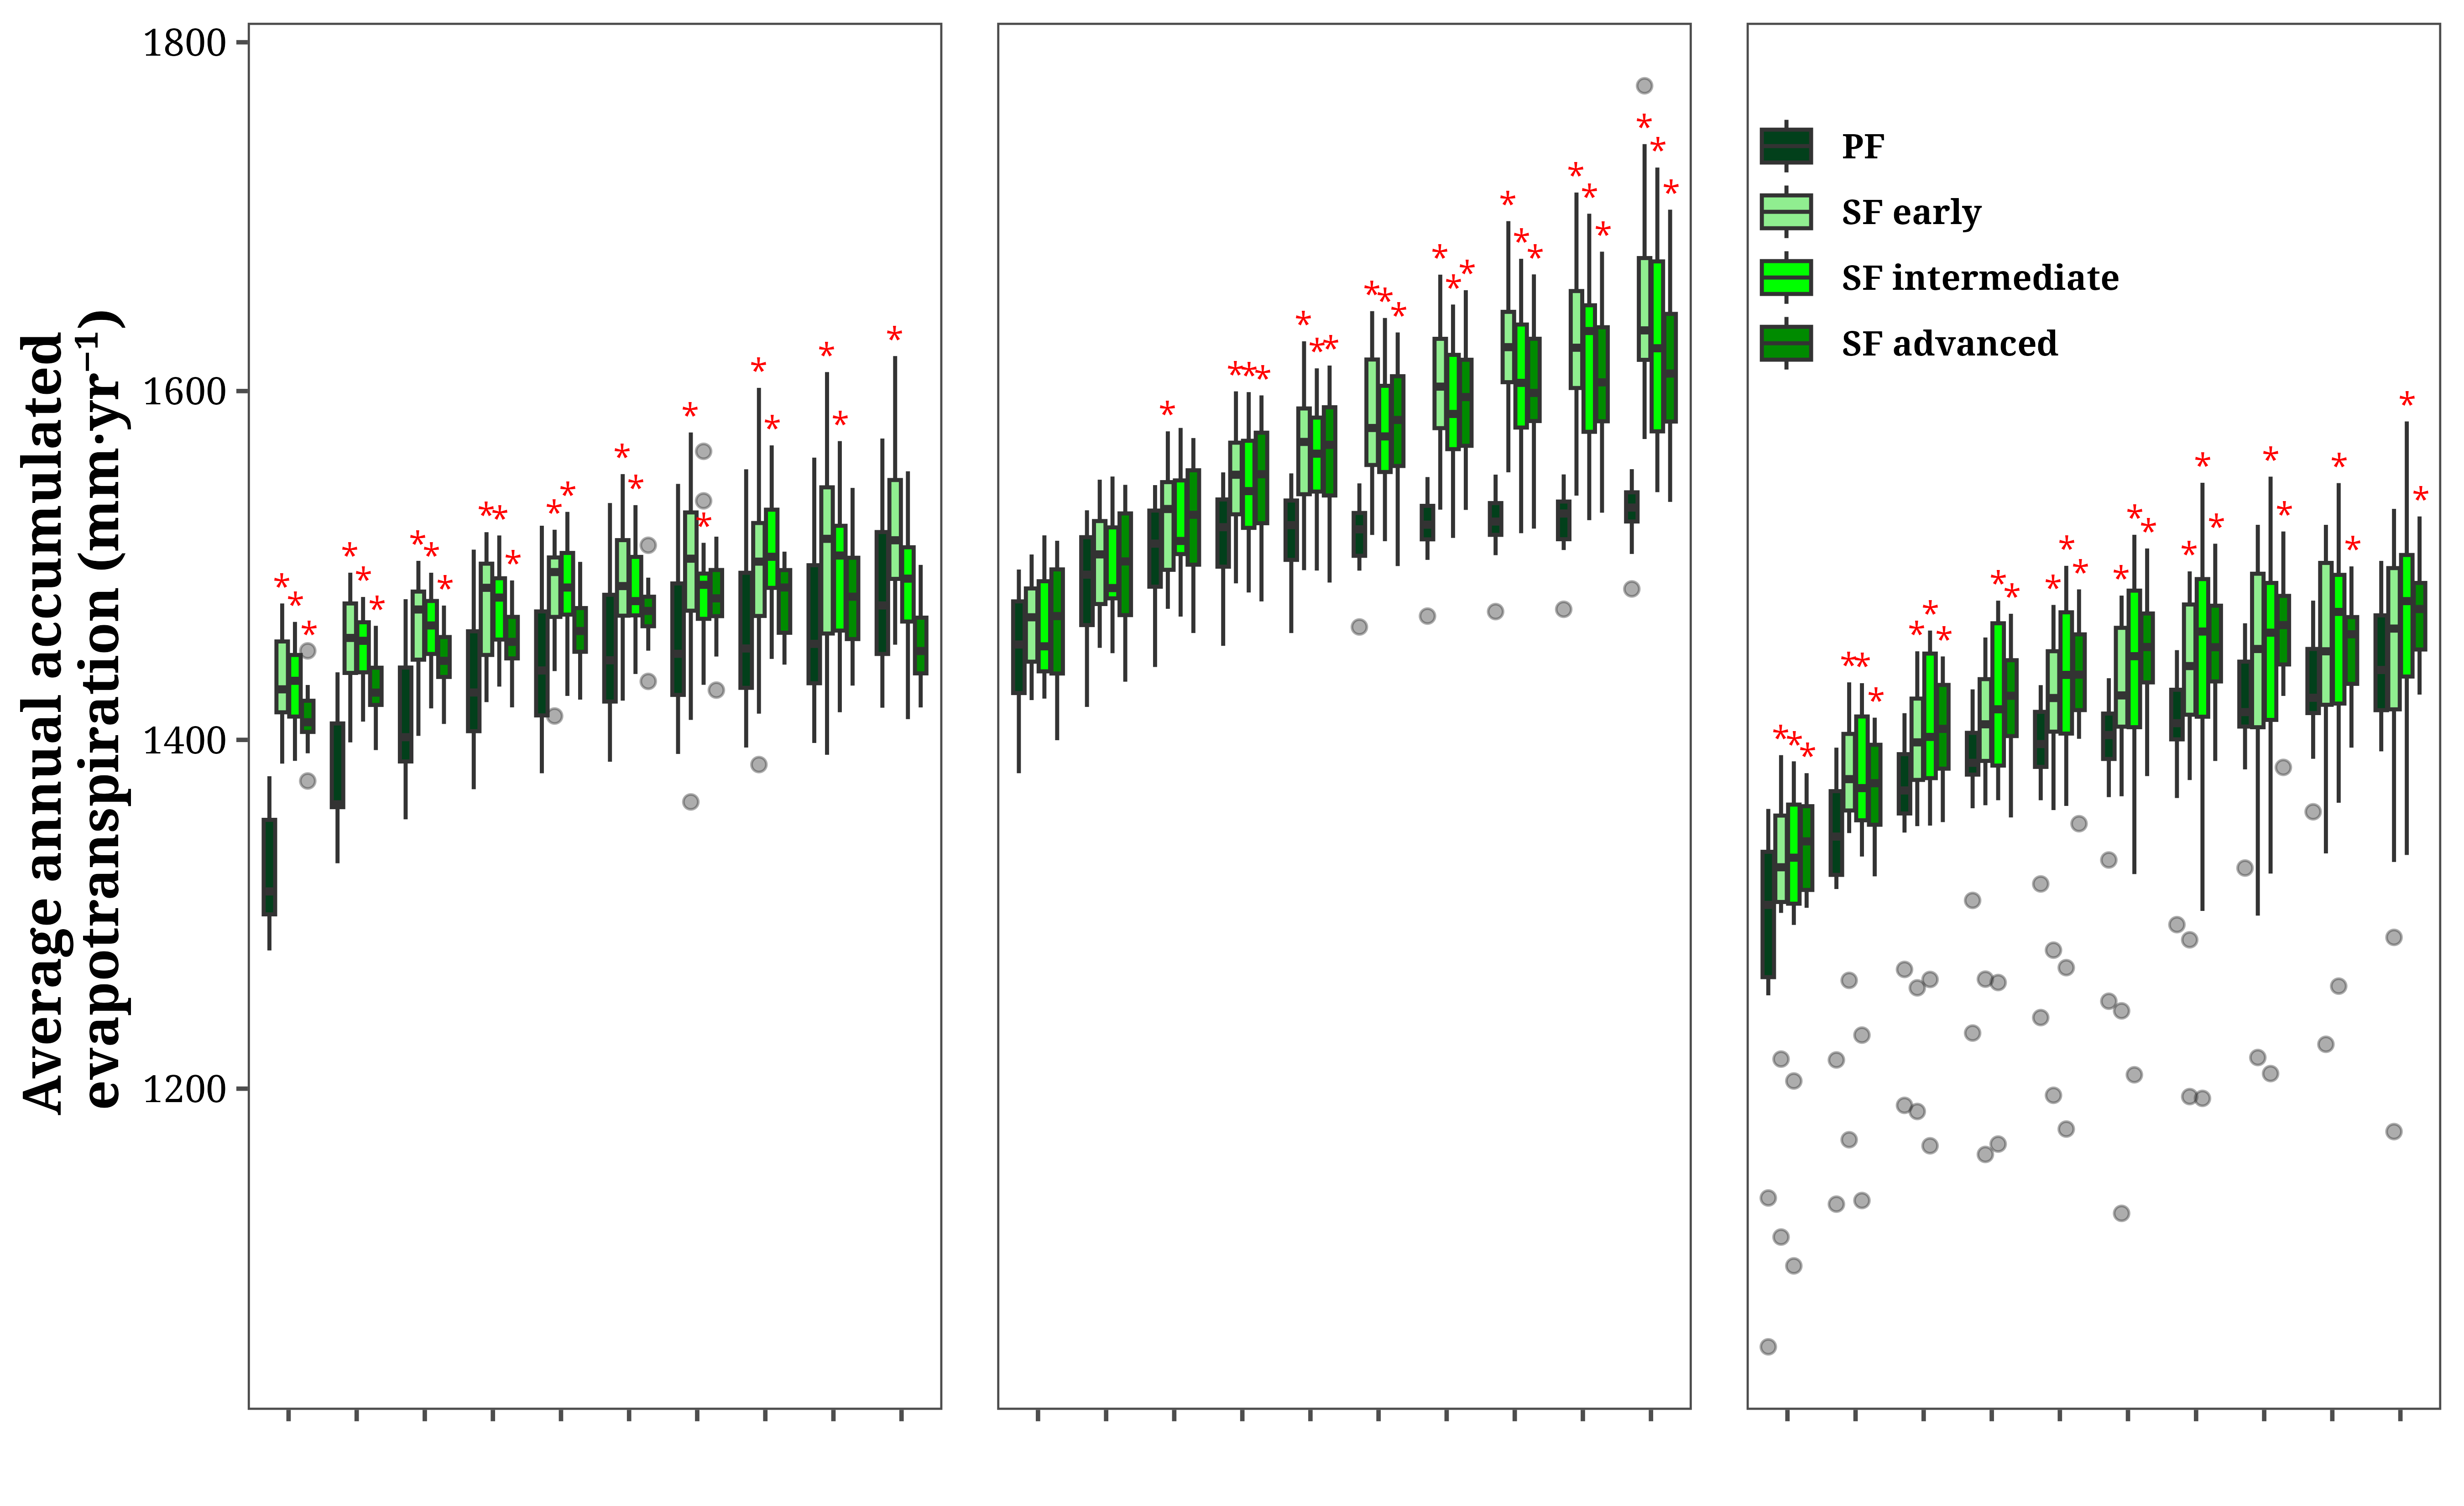 Average annual accumulated
evapotranspiration (mm·yr⁻¹)
1800
1600
1400
1200
PF
SF early
SF intermediate
SF advanced